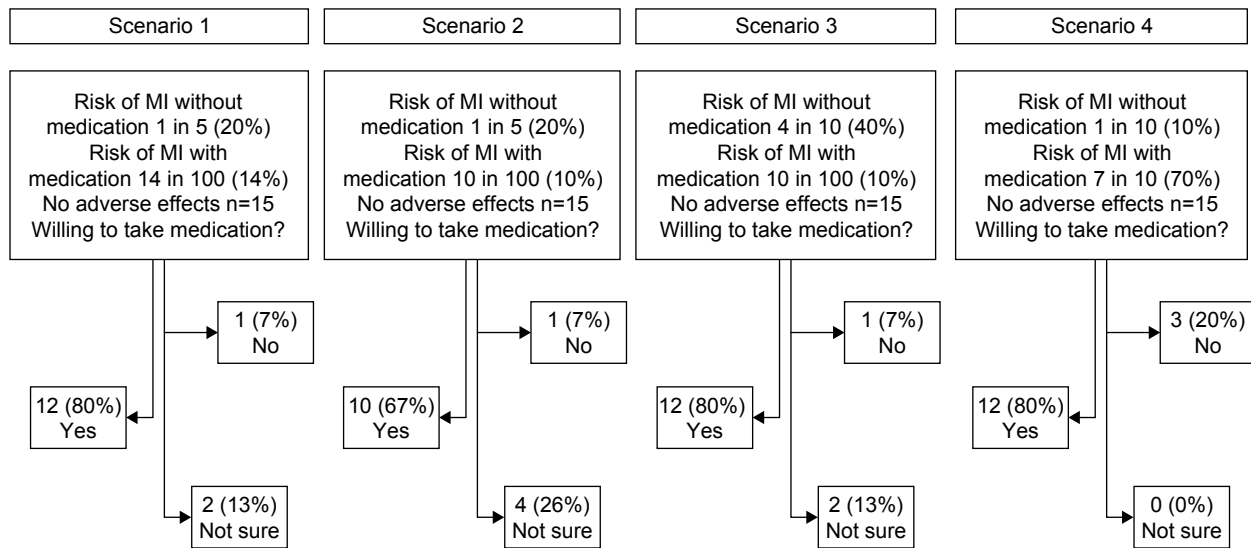 Scenario 1
Risk of MI without
medication 1 in 5 (20%)
Risk of MI with
medication 14 in 100 (14%)
No adverse effects n=15
Willing to take medication?
1 (7%)
No
12 (80%)
Yes
2 (13%)
Not sure
Scenario 2
Risk of MI without
medication 1 in 5 (20%)
Risk of MI with
medication 10 in 100 (10%)
No adverse effects n=15
Willing to take medication?
1 (7%)
No
10 (67%)
Yes
4 (26%)
Not sure
Scenario 3
Risk of MI without
medication 4 in 10 (40%)
Risk of MI with
medication 10 in 100 (10%)
No adverse effects n=15
Willing to take medication?
1 (7%)
No
12 (80%)
Yes
2 (13%)
Not sure
Scenario 4
Risk of MI without
medication 1 in 10 (10%)
Risk of MI with
medication 7 in 10 (70%)
No adverse effects n=15
Willing to take medication?
3 (20%)
No
12 (80%)
Yes
0 (0%)
Not sure